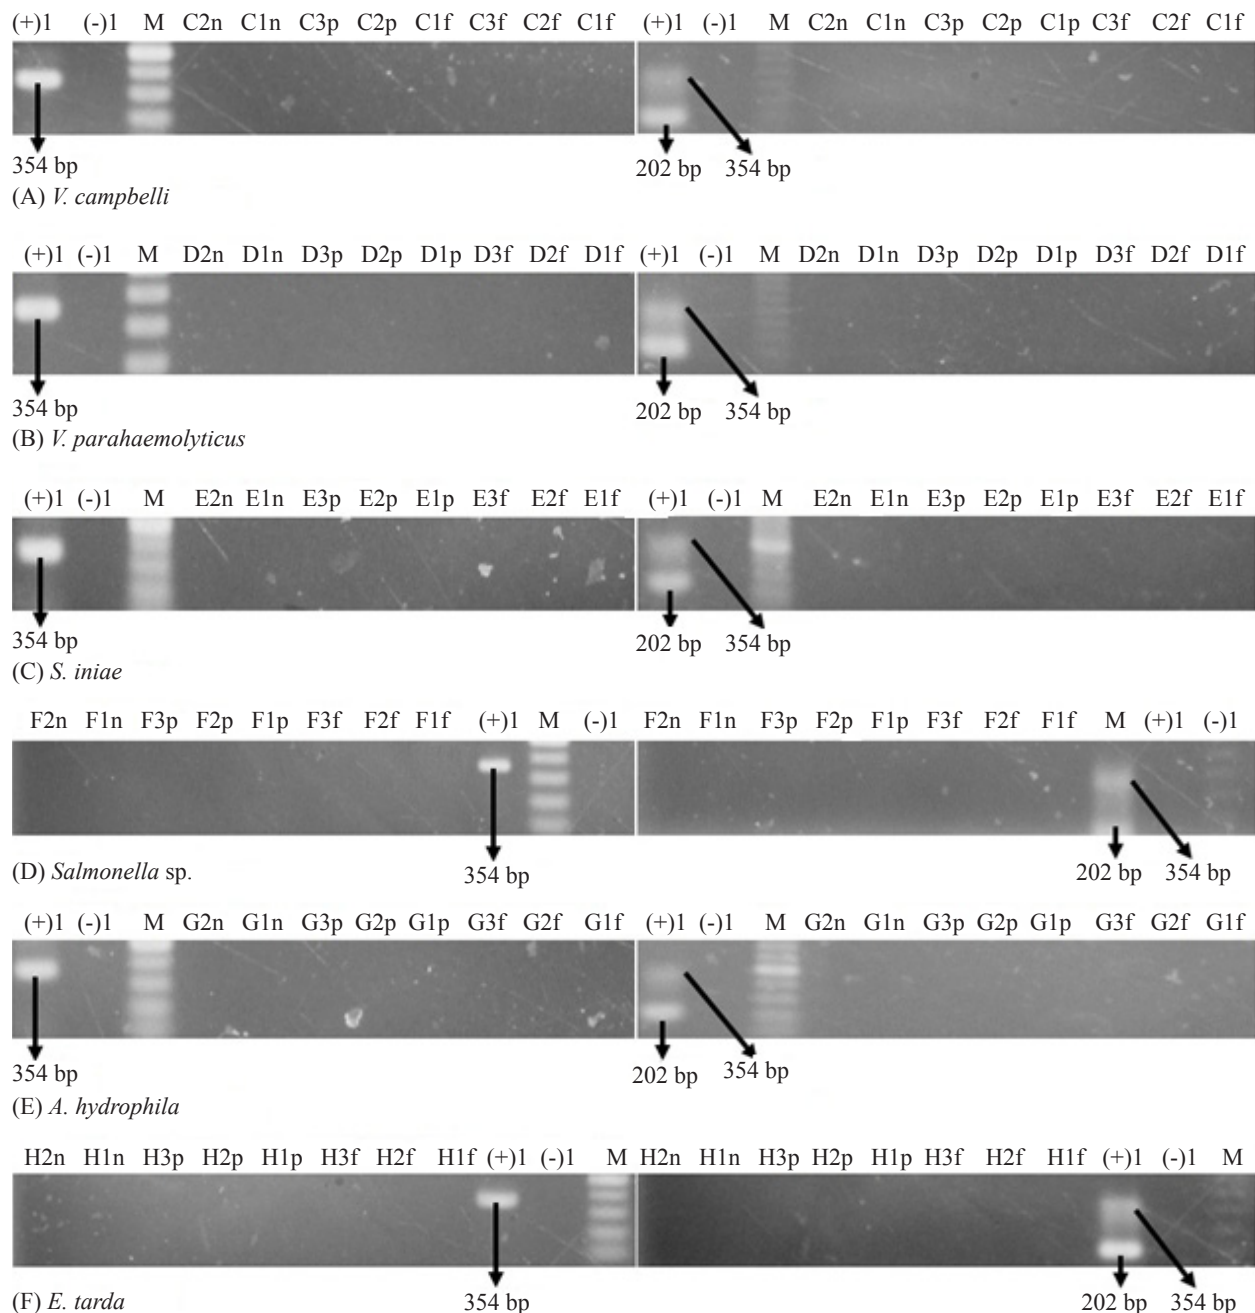 (+)1 (-)1 M C2n C1n C3p C2p C1f C3f C2f C1f (+)1 (-)1 M C2n C1n C3p C2p C1p C3f C2f C1f
354 bp 202 bp 354 bp
(A) V. campbelli
(+)1 (-)1 M D2n D1n D3p D2p D1p D3f D2f D1f (+)1 (-)1 M D2n D1n D3p D2p D1p D3f D2f D1f
354 bp 202 bp 354 bp
(B) V. parahaemolyticus
(+)1 (-)1 M E2n E1n E3p E2p E1p E3f E2f E1f (+)1 (-)1 M E2n E1n E3p E2p E1p E3f E2f E1f
354 bp 202 bp 354 bp
(C) S. iniae
F2n F1n F3p F2p F1p F3f F2f F1f (+)1 M (-)1 F2n F1n F3p F2p F1p F3f F2f F1f M (+)1 (-)1
(D) Salmonella sp. 354 bp 202 bp 354 bp
(+)1 (-)1 M G2n G1n G3p G2p G1p G3f G2f G1f (+)1 (-)1 M G2n G1n G3p G2p G1p G3f G2f G1f
354 bp 202 bp 354 bp
(E) A. hydrophila
H2n H1n H3p H2p H1p H3f H2f H1f (+)1 (-)1 M H2n H1n H3p H2p H1p H3f H2f H1f (+)1 (-)1 M
(F) E. tarda 354 bp 202 bp 354 bp